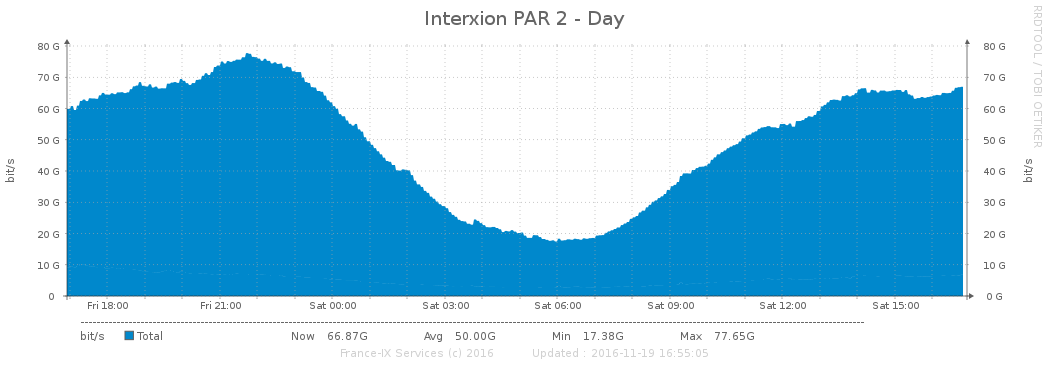 Interxion PAR 2 - Day
RRDTOOL / TOBI OETIKER
80 G 80 G
70 G 70 G
60 G 60 G
50 G 50 G
40 G 40 G
30 G 30 G
20 G 20 G
10 G 10 G
0 0 G
bit/s bit/s
Fri 18:00 Fri 21:00 Sat 00:00 Sat 03:00 Sat 06:00 Sat 09:00 Sat 12:00 Sat 15:00
bit/s Total Now 66.87G Avg 50.00G Min 17.38G Max 77.65G
France-IX Services (c) 2016 Updated : 2016-11-19 16:55:05